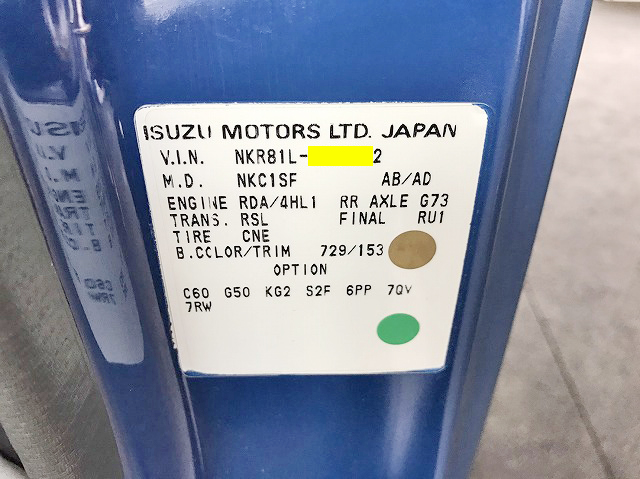 ISUZU MOTORS LTD. JAPAN
V.I.N. NKR81L- 2
M.D. NKC1SF AB/AD
ENGINE RDA/4HL1 RR AXLE G73
TRANS. RSL FINAL RU1
TIRE CNE
B.COLOR/TRIM 729/153
OPTION
C60 G50 KG2 S2F 6PP 7QV
7RW